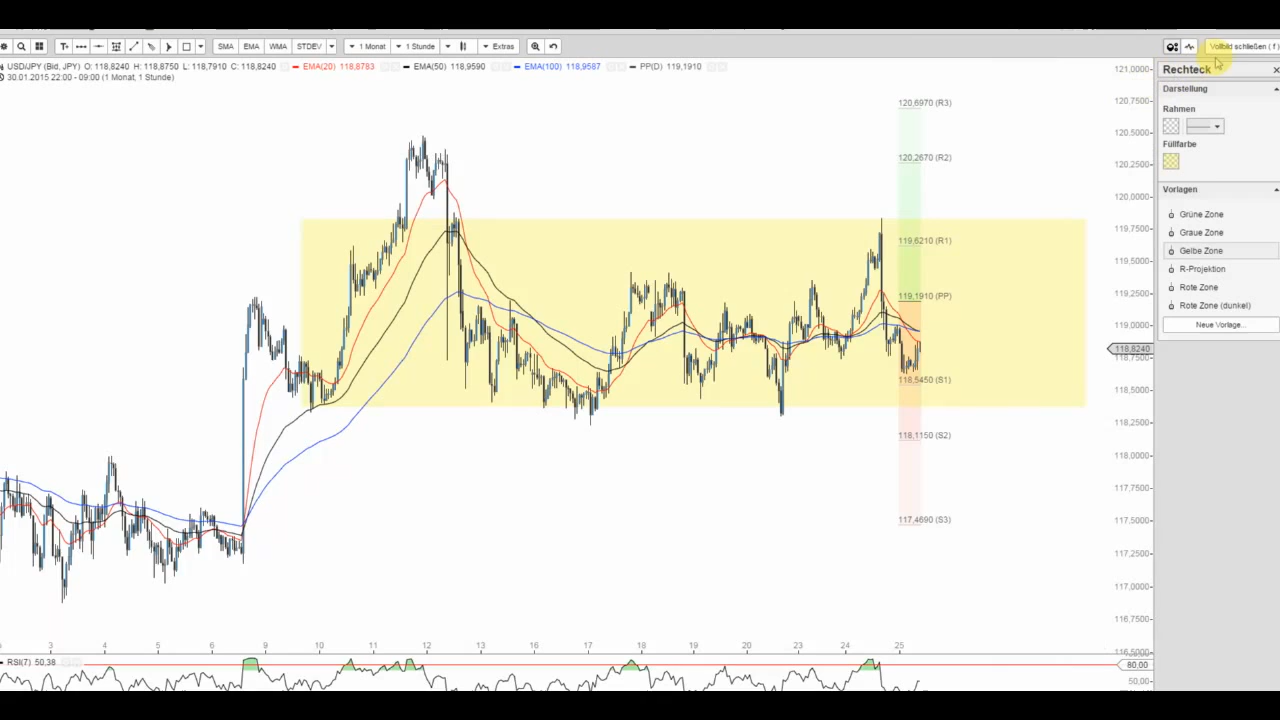 T SMA EMA WMA STDEV 1 Monat 1 Stunde Extras Vollbild schließen ( f )
USD/JPY (Bid, JPY) O: 118,8240 H: 118,8750 L: 118,7910 C: 118,8240 EMA(20) 118,8783 EMA(50) 118,9590 EMA(100) 118,9587 PP(D) 119,1910
30.01.2015 22:00 - 09:00 (1 Monat, 1 Stunde)
121,0000
120,7500
120,5000
120,2500
120,0000
119,7500
119,5000
119,2500
119,0000
118,8240
118,7500
118,5000
118,2500
118,0000
117,7500
117,5000
117,2500
117,0000
116,7500
116,5000
120,6970 (R3)
120,2670 (R2)
119,6210 (R1)
119,1910 (PP)
118,5450 (S1)
118,1150 (S2)
117,4690 (S3)
3 4 5 6 9 10 11 12 13 16 17 18 19 20 23 24 25
RSI(7) 50,38
80,00
50,00
Rechteck
Darstellung
Rahmen
Füllfarbe
Vorlagen
Grüne Zone
Graue Zone
Gelbe Zone
R-Projektion
Rote Zone
Rote Zone (dunkel)
Neue Vorlage...